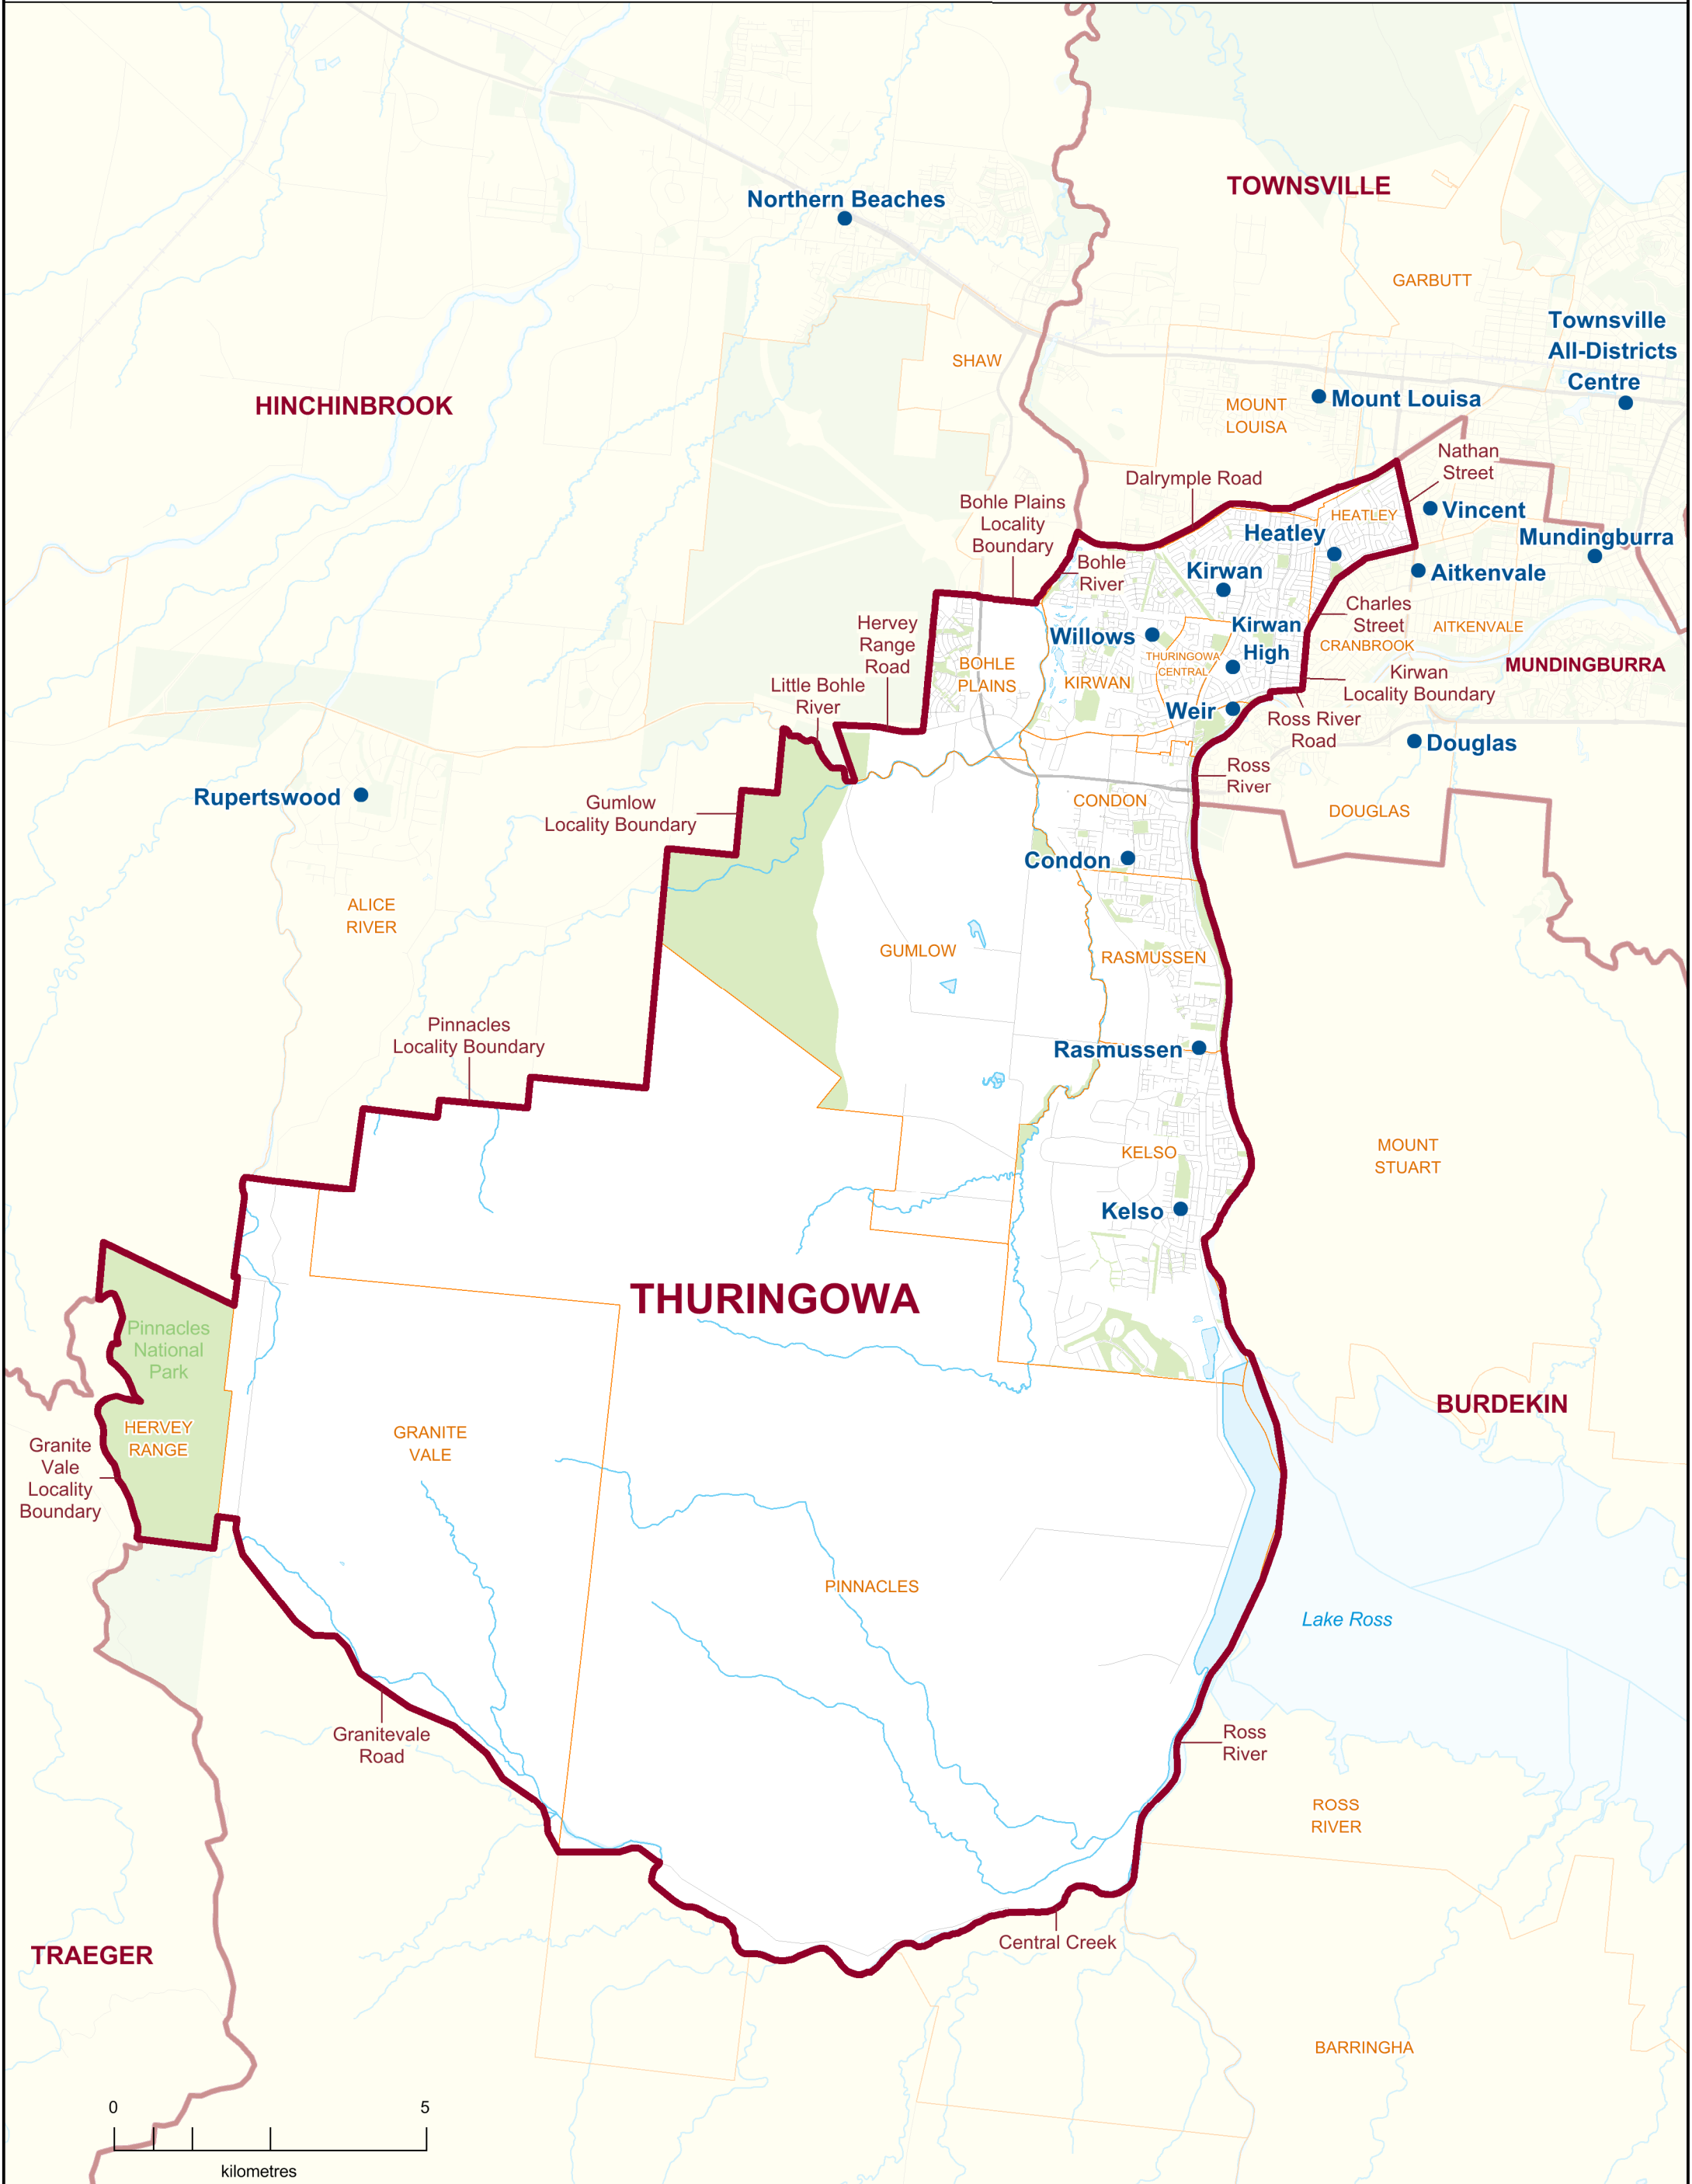 TOWNSVILLE
Northern Beaches
GARBUTT
Townsville
All-Districts
Centre
SHAW
HINCHINBROOK
MOUNT
LOUISA
Mount Louisa
Nathan
Street
Dalrymple Road
Bohle Plains
Locality
Boundary
HEATLEY
Vincent
Heatley
Mundingburra
Bohle
River
Kirwan
Aitkenvale
Hervey
Range
Road
Charles
Street
Willows
Kirwan
High
AITKENVALE
CRANBROOK
THURINGOWA
CENTRAL
BOHLE
PLAINS
KIRWAN
MUNDINGBURRA
Kirwan
Locality Boundary
Little Bohle
River
Weir
Ross River
Road
Douglas
Ross
River
Rupertswood
Gumlow
Locality Boundary
CONDON
DOUGLAS
Condon
ALICE
RIVER
GUMLOW
RASMUSSEN
Pinnacles
Locality Boundary
Rasmussen
KELSO
MOUNT
STUART
Kelso
THURINGOWA
Pinnacles
National
Park
BURDEKIN
HERVEY
RANGE
GRANITE
VALE
Granite
Vale
Locality
Boundary
PINNACLES
Lake Ross
Granitevale
Road
Ross
River
ROSS
RIVER
Central Creek
TRAEGER
BARRINGHA
0 5
kilometres